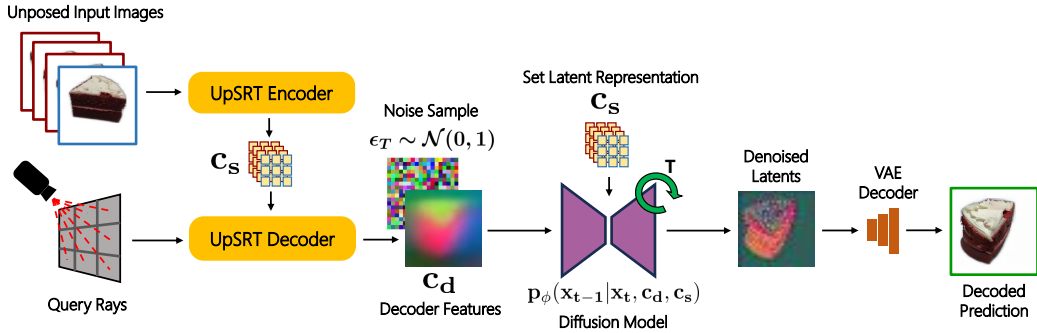 Unposed Input Images
UpSRT Encoder
c_s
Query Rays
UpSRT Decoder
Noise Sample
ϵ_T ∼ 𝒩(0, 1)
c_d
Decoder Features
Set Latent Representation
c_s
T
p_ϕ(x_{t−1}|x_t, c_d, c_s)
Diffusion Model
Denoised
Latents
VAE
Decoder
Decoded
Prediction